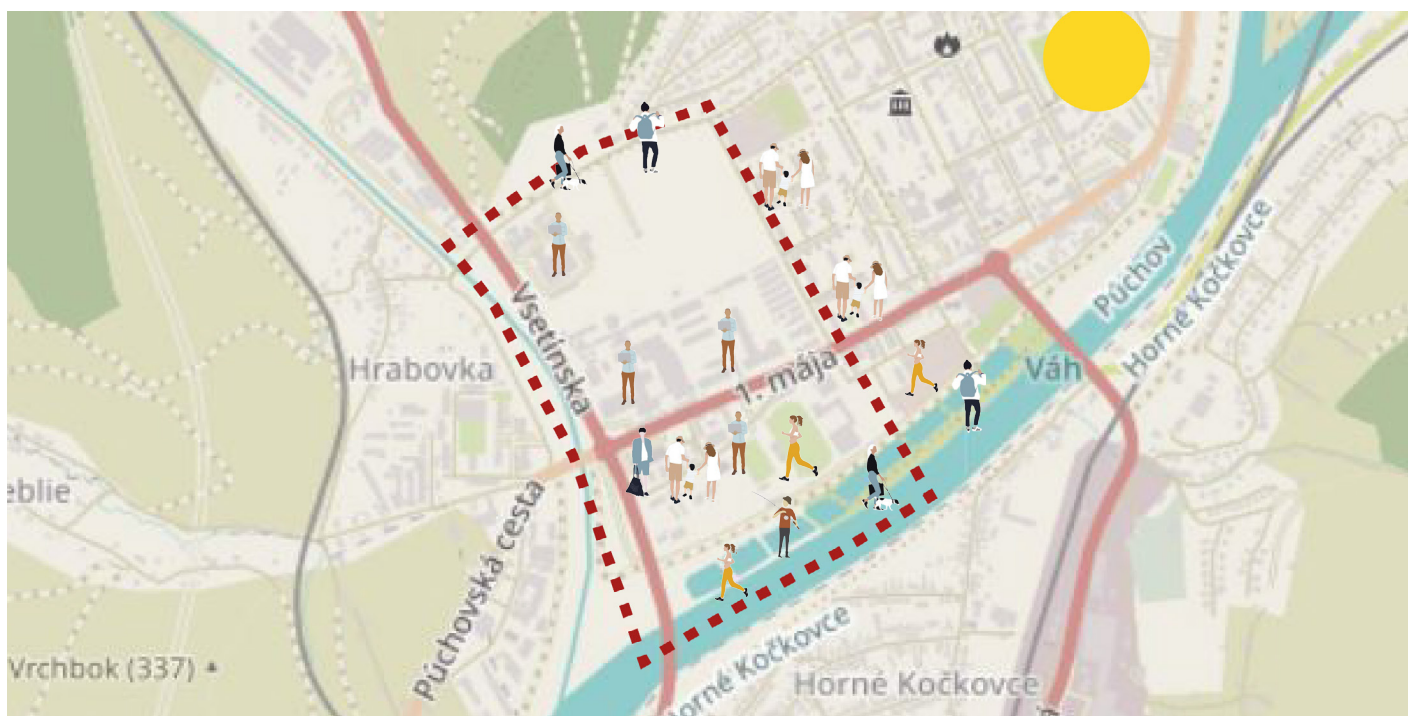 Vsetínska
Hrabovka
1. mája
Púchov
Horné Kočkovce
Váh
eblie
Púchovská cesta
Vrchbok (337)
Horné Kočkovce
Horné Kočkovce